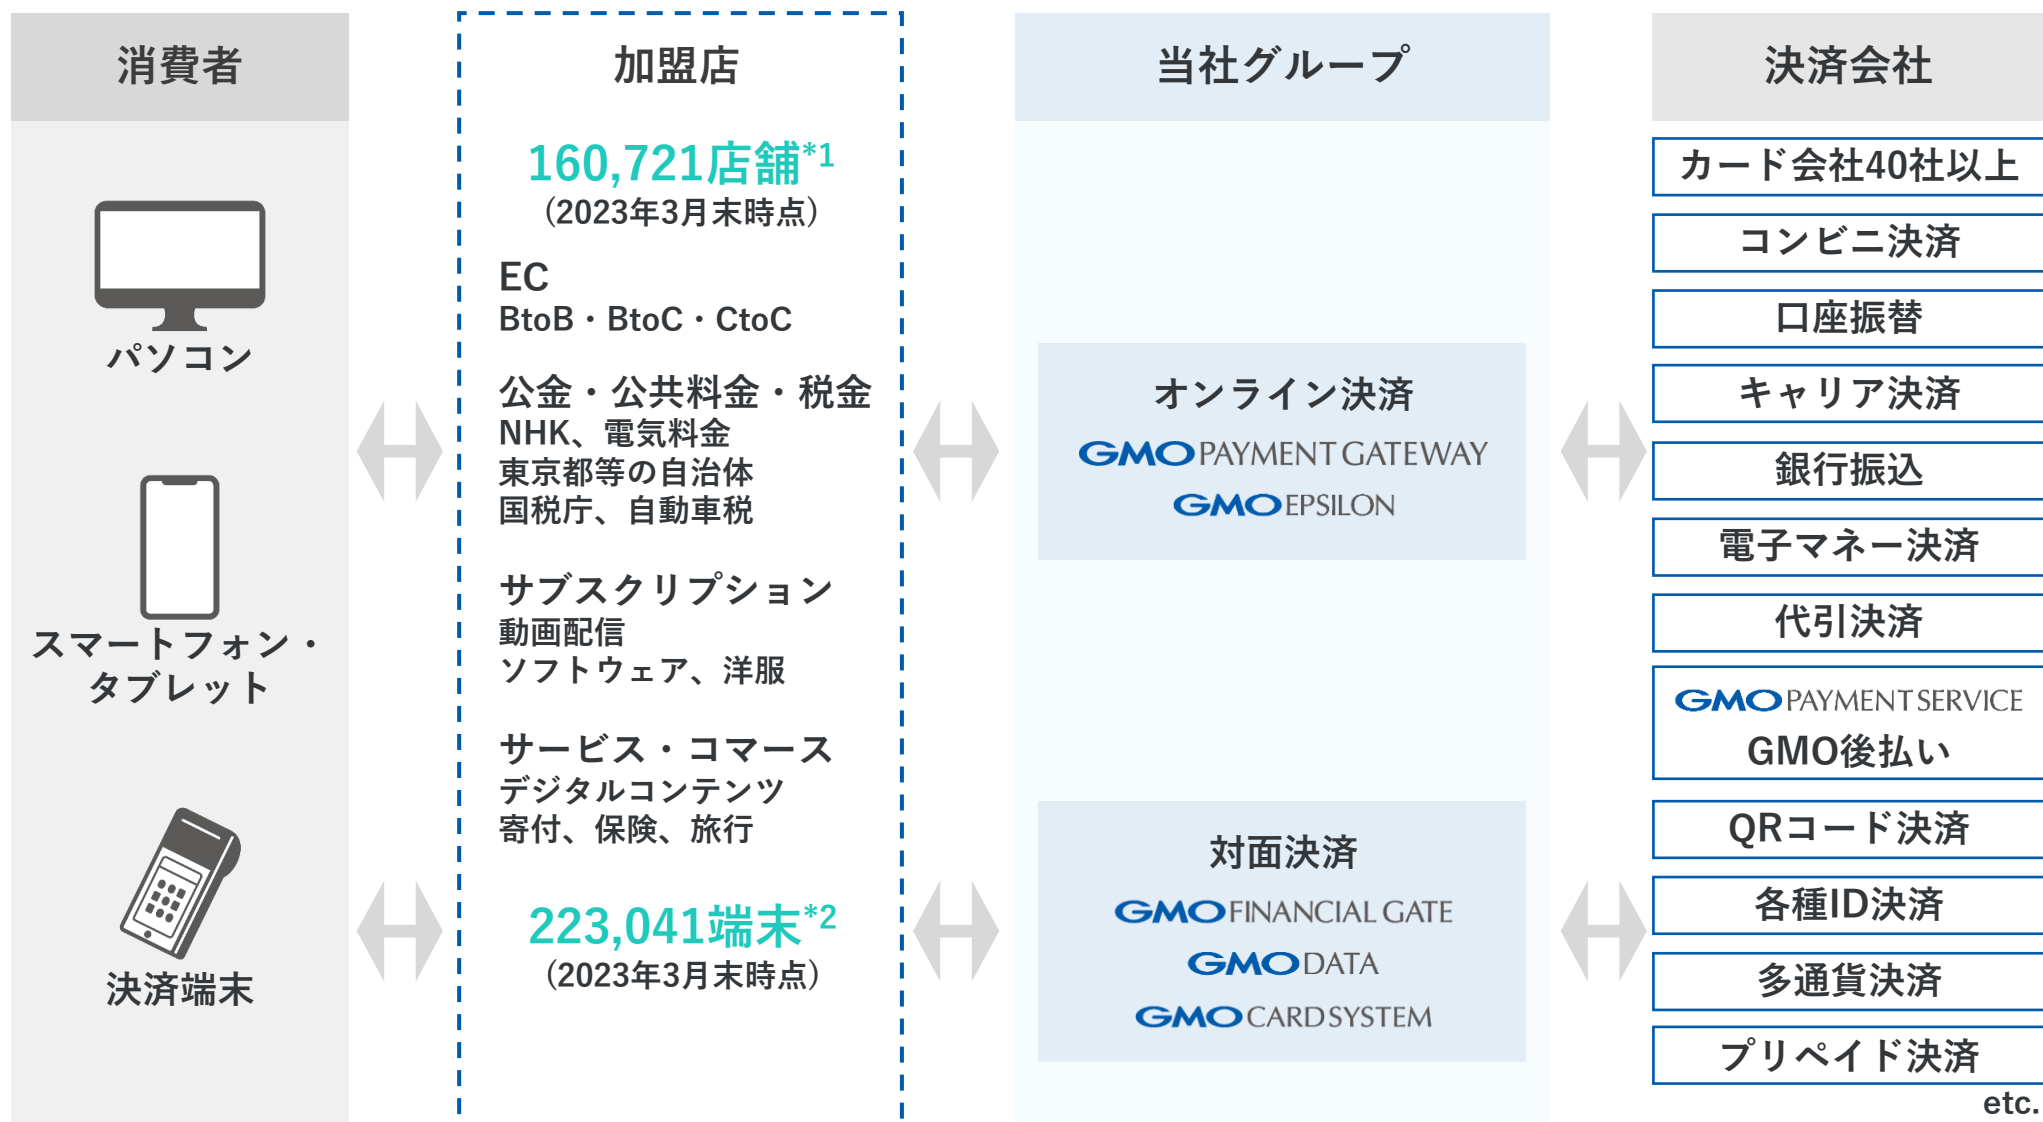 消費者
パソコン
スマートフォン・
タブレット
決済端末
加盟店
160,721店舗*1
(2023年3月末時点)
EC
BtoB・BtoC・CtoC
公金・公共料金・税金
NHK、電気料金
東京都等の自治体
国税庁、自動車税
サブスクリプション
動画配信
ソフトウェア、洋服
サービス・コマース
デジタルコンテンツ
寄付、保険、旅行
223,041端末*2
(2023年3月末時点)
当社グループ
オンライン決済
GMO PAYMENT GATEWAY
GMO EPSILON
対面決済
GMO FINANCIAL GATE
GMO DATA
GMO CARD SYSTEM
決済会社
カード会社40社以上
コンビニ決済
口座振替
キャリア決済
銀行振込
電子マネー決済
代引決済
GMO PAYMENT SERVICE
GMO後払い
QRコード決済
各種ID決済
多通貨決済
プリペイド決済
etc.